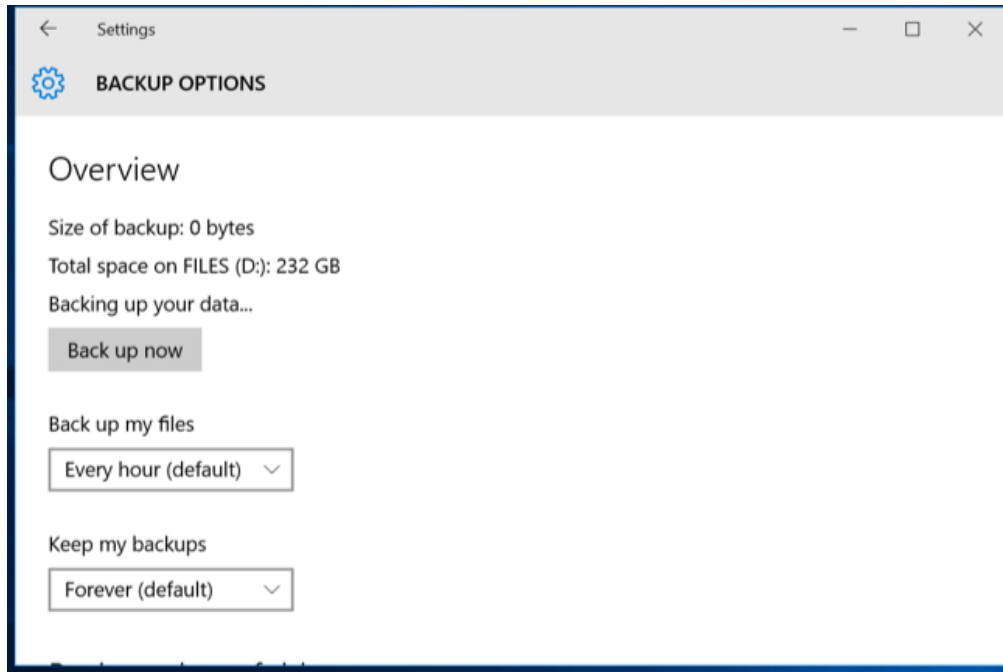 Settings
BACKUP OPTIONS
Overview
Size of backup: 0 bytes
Total space on FILES (D:): 232 GB
Backing up your data...
Back up now
Back up my files
Every hour (default)
Keep my backups
Forever (default)